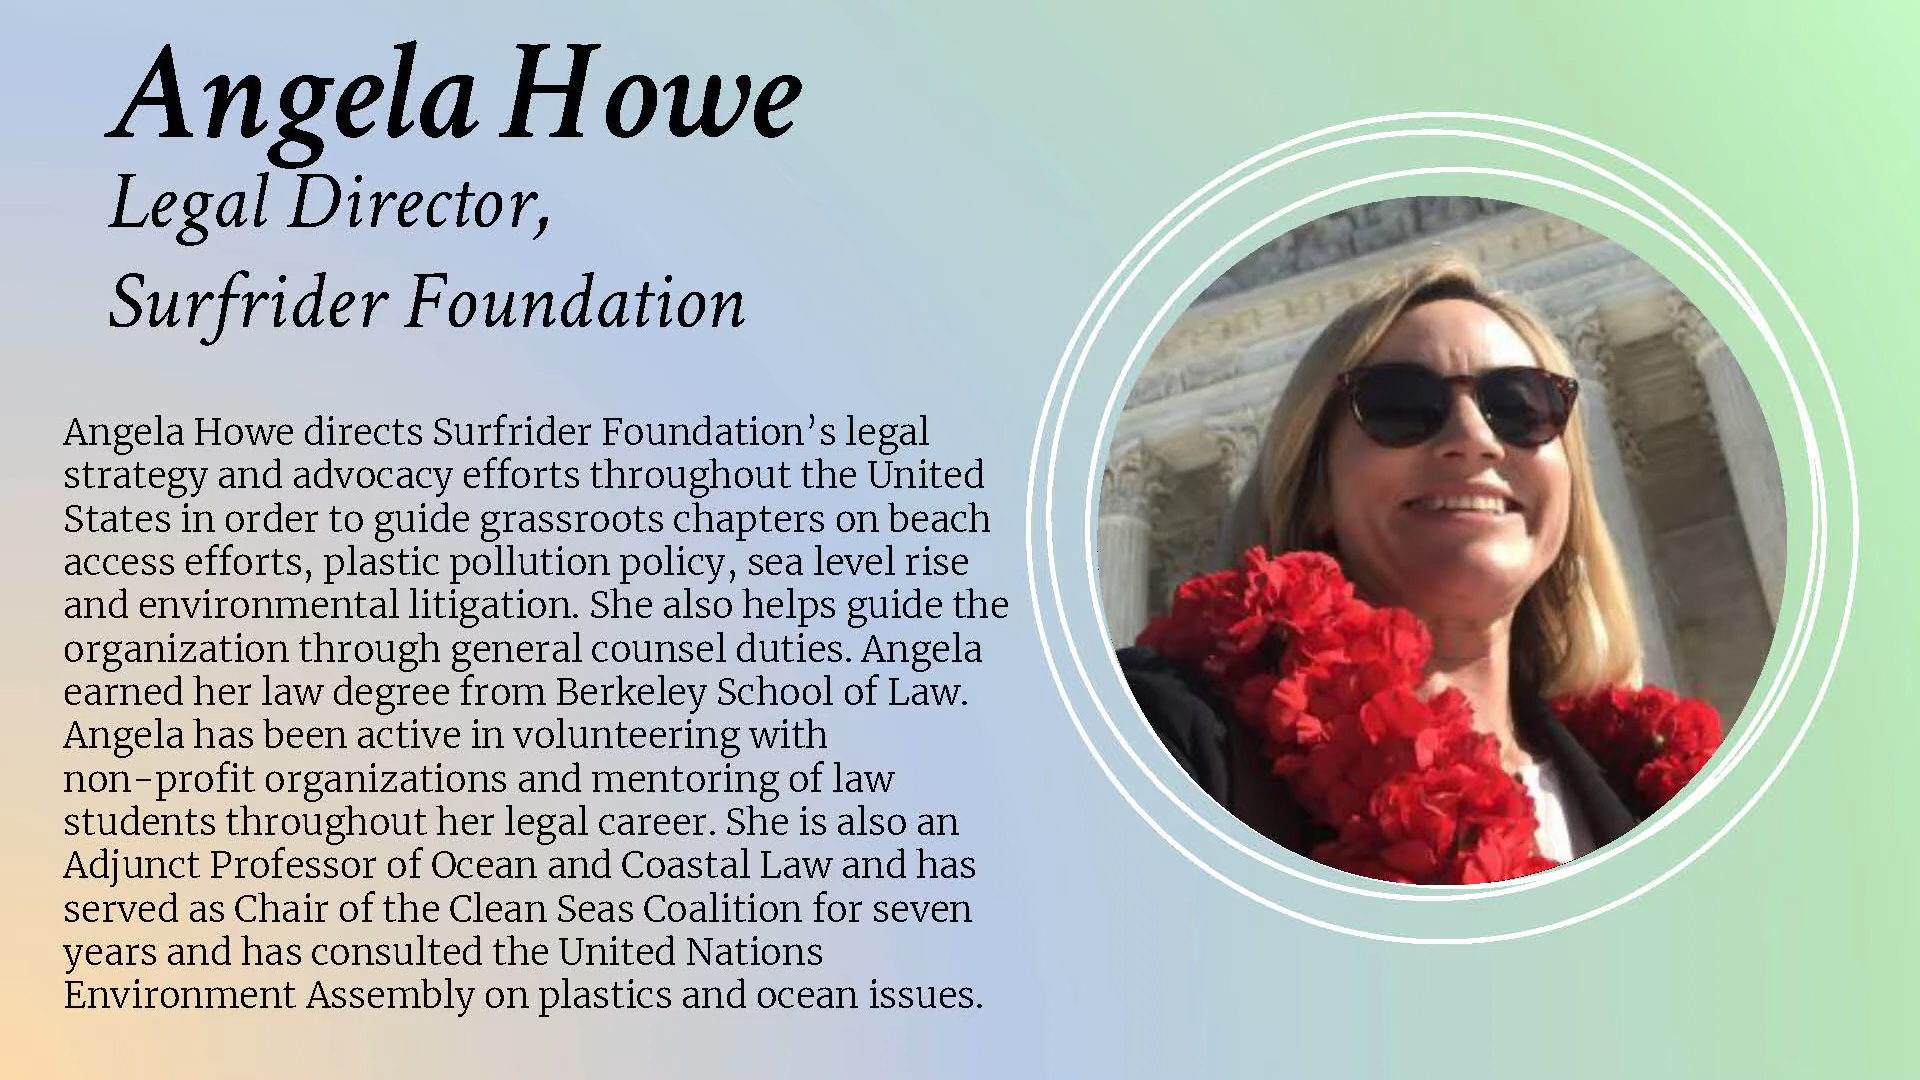 Angela Howe
Legal Director,
Surfrider Foundation
Angela Howe directs Surfrider Foundation’s legal
strategy and advocacy efforts throughout the United
States in order to guide grassroots chapters on beach
access efforts, plastic pollution policy, sea level rise
and environmental litigation. She also helps guide the
organization through general counsel duties. Angela
earned her law degree from Berkeley School of Law.
Angela has been active in volunteering with
non-profit organizations and mentoring of law
students throughout her legal career. She is also an
Adjunct Professor of Ocean and Coastal Law and has
served as Chair of the Clean Seas Coalition for seven
years and has consulted the United Nations
Environment Assembly on plastics and ocean issues.